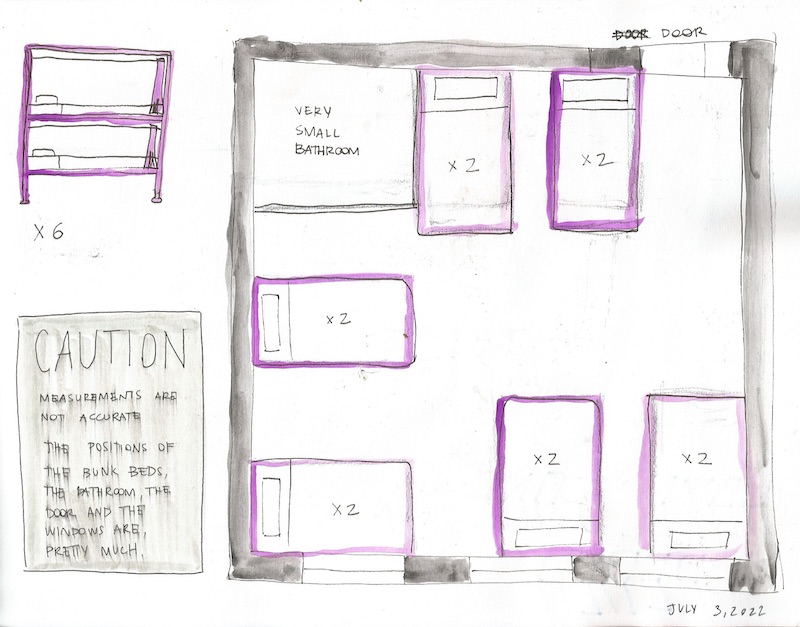 DOOR DOOR
VERY
SMALL
BATHROOM
X 2
X 2
X 6
X 2
CAUTION
MEASUREMENTS ARE
NOT ACCURATE
THE POSITIONS OF
THE BUNK BEDS,
THE BATHROOM, THE
DOOR AND THE
WINDOWS ARE,
PRETTY MUCH.
X 2
X 2
X 2
JULY 3, 2022